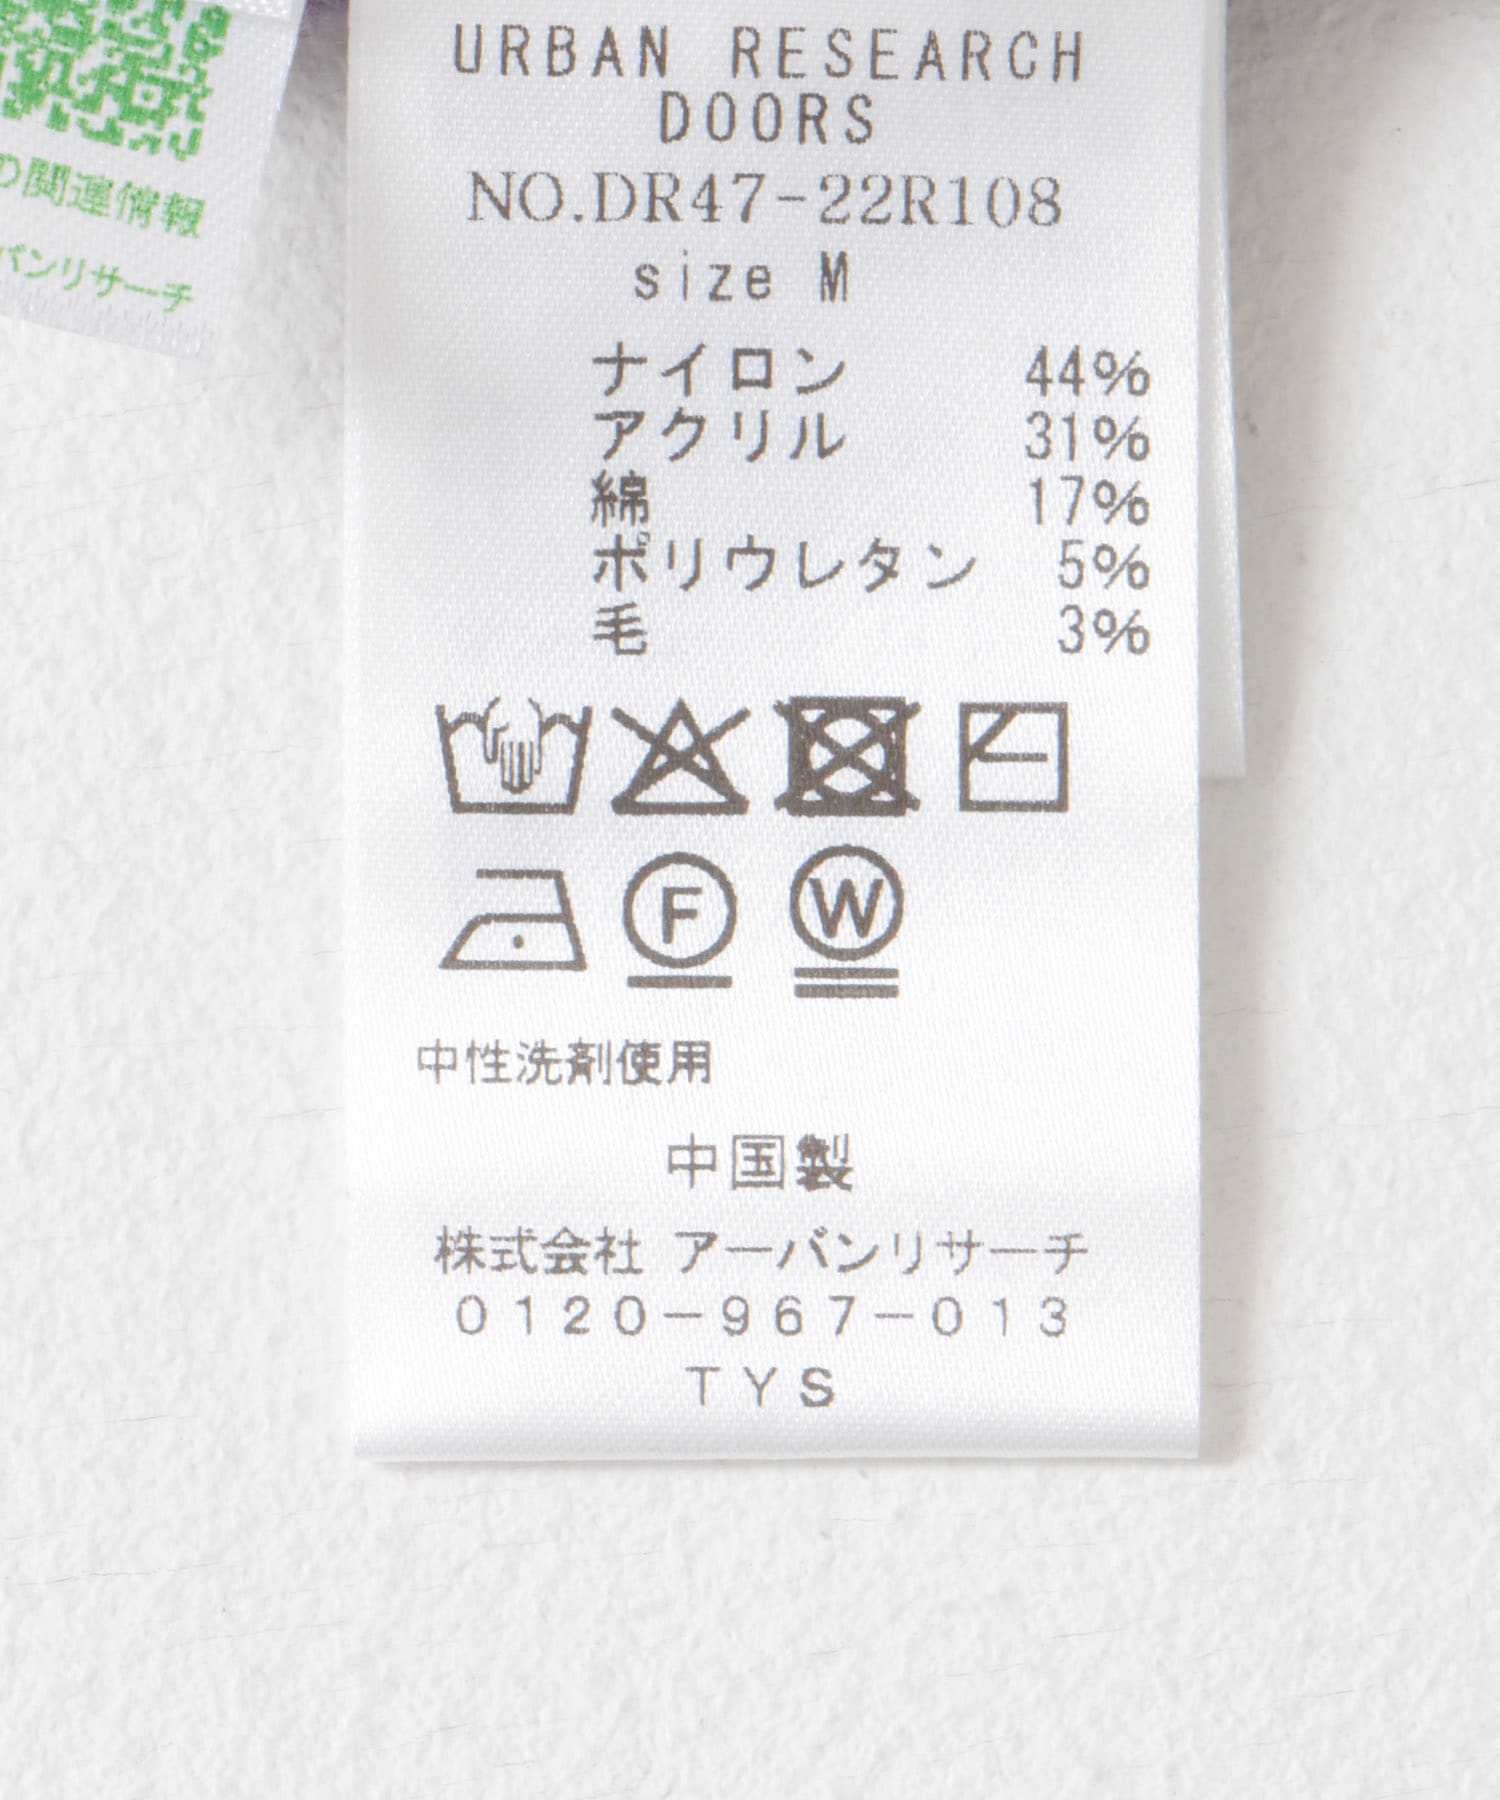 の関連情報
バンリサーチ
URBAN RESEARCH
DOORS
NO.DR47-22R108
size M
ナイロン 44%
アクリル 31%
綿 17%
ポリウレタン 5%
毛 3%
F W
中性洗剤使用
中国製
株式会社 アーバンリサーチ
0120-967-013
TYS